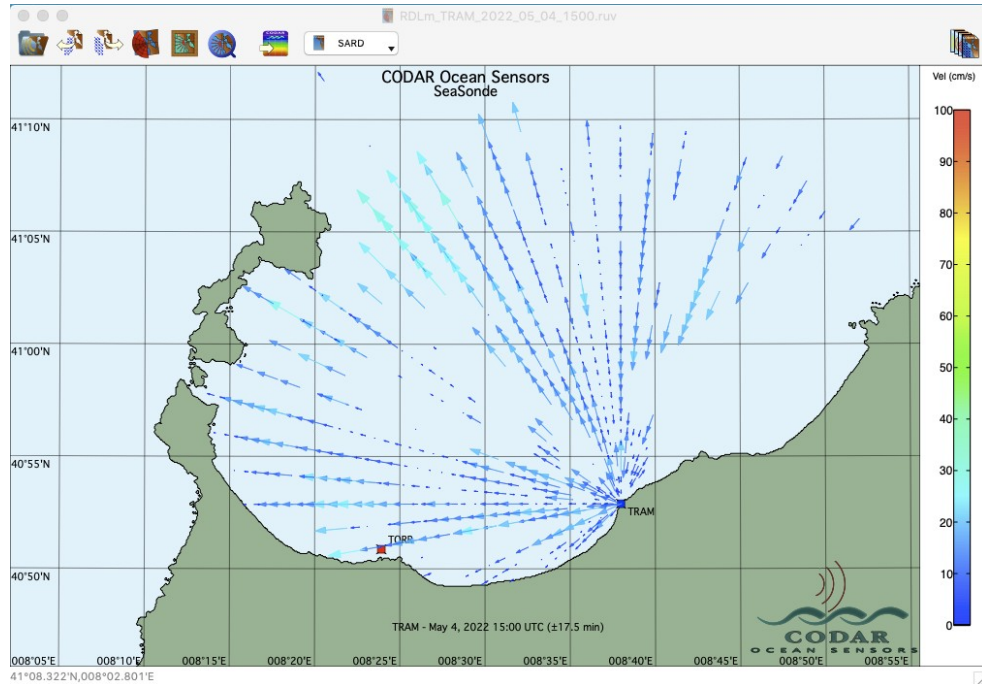 RDLm_TRAM_2022_05_04_1500.ruv
SARD
CODAR Ocean Sensors
SeaSonde
Vel (cm/s)
100
90
80
70
60
50
40
30
20
10
0
41°10'N
41°05'N
41°00'N
40°55'N
40°50'N
TRAM
TORR
TRAM - May 4, 2022 15:00 UTC (±17.5 min)
CODAR
OCEAN SENSORS
008°05'E 008°10'E 008°15'E 008°20'E 008°25'E 008°30'E 008°35'E 008°40'E 008°45'E 008°50'E 008°55'E
41°08.322'N,008°02.801'E